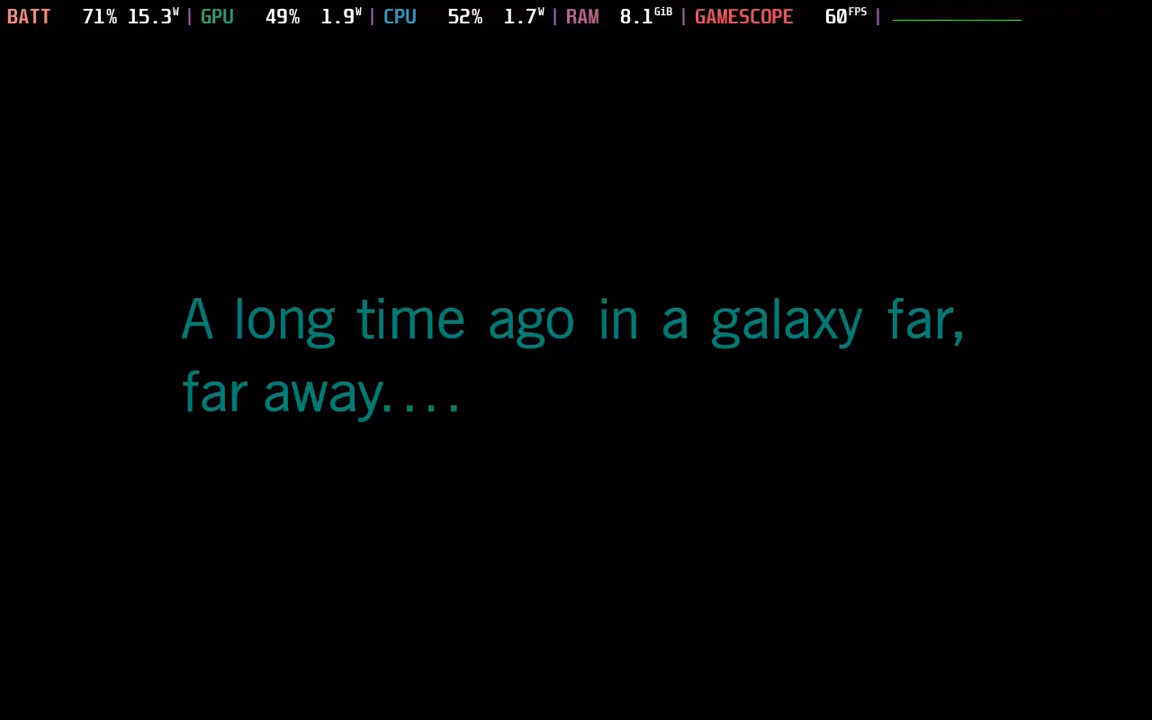 BATT 71% 15.3W | GPU 49% 1.9W | CPU 52% 1.7W | RAM 8.1GiB | GAMESCOPE 60FPS |
A long time ago in a galaxy far,
far away....